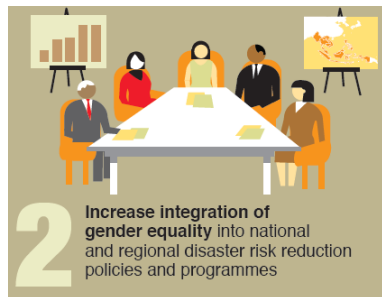 2
Increase integration of
gender equality into national
and regional disaster risk reduction
policies and programmes